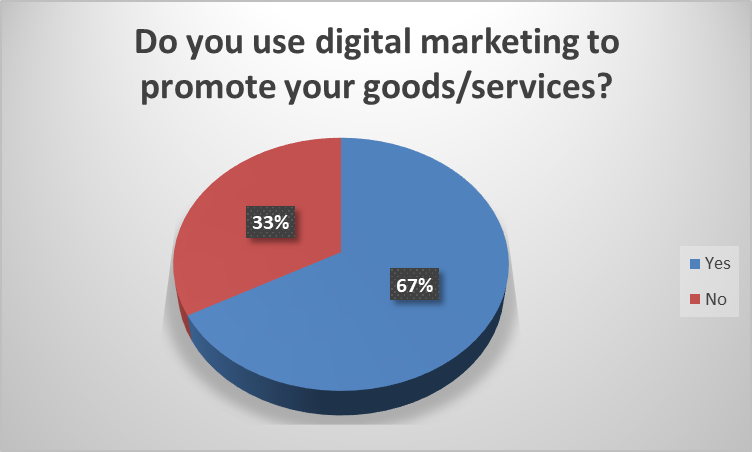 Do you use digital marketing to
promote your goods/services?
33%
67%
Yes
No